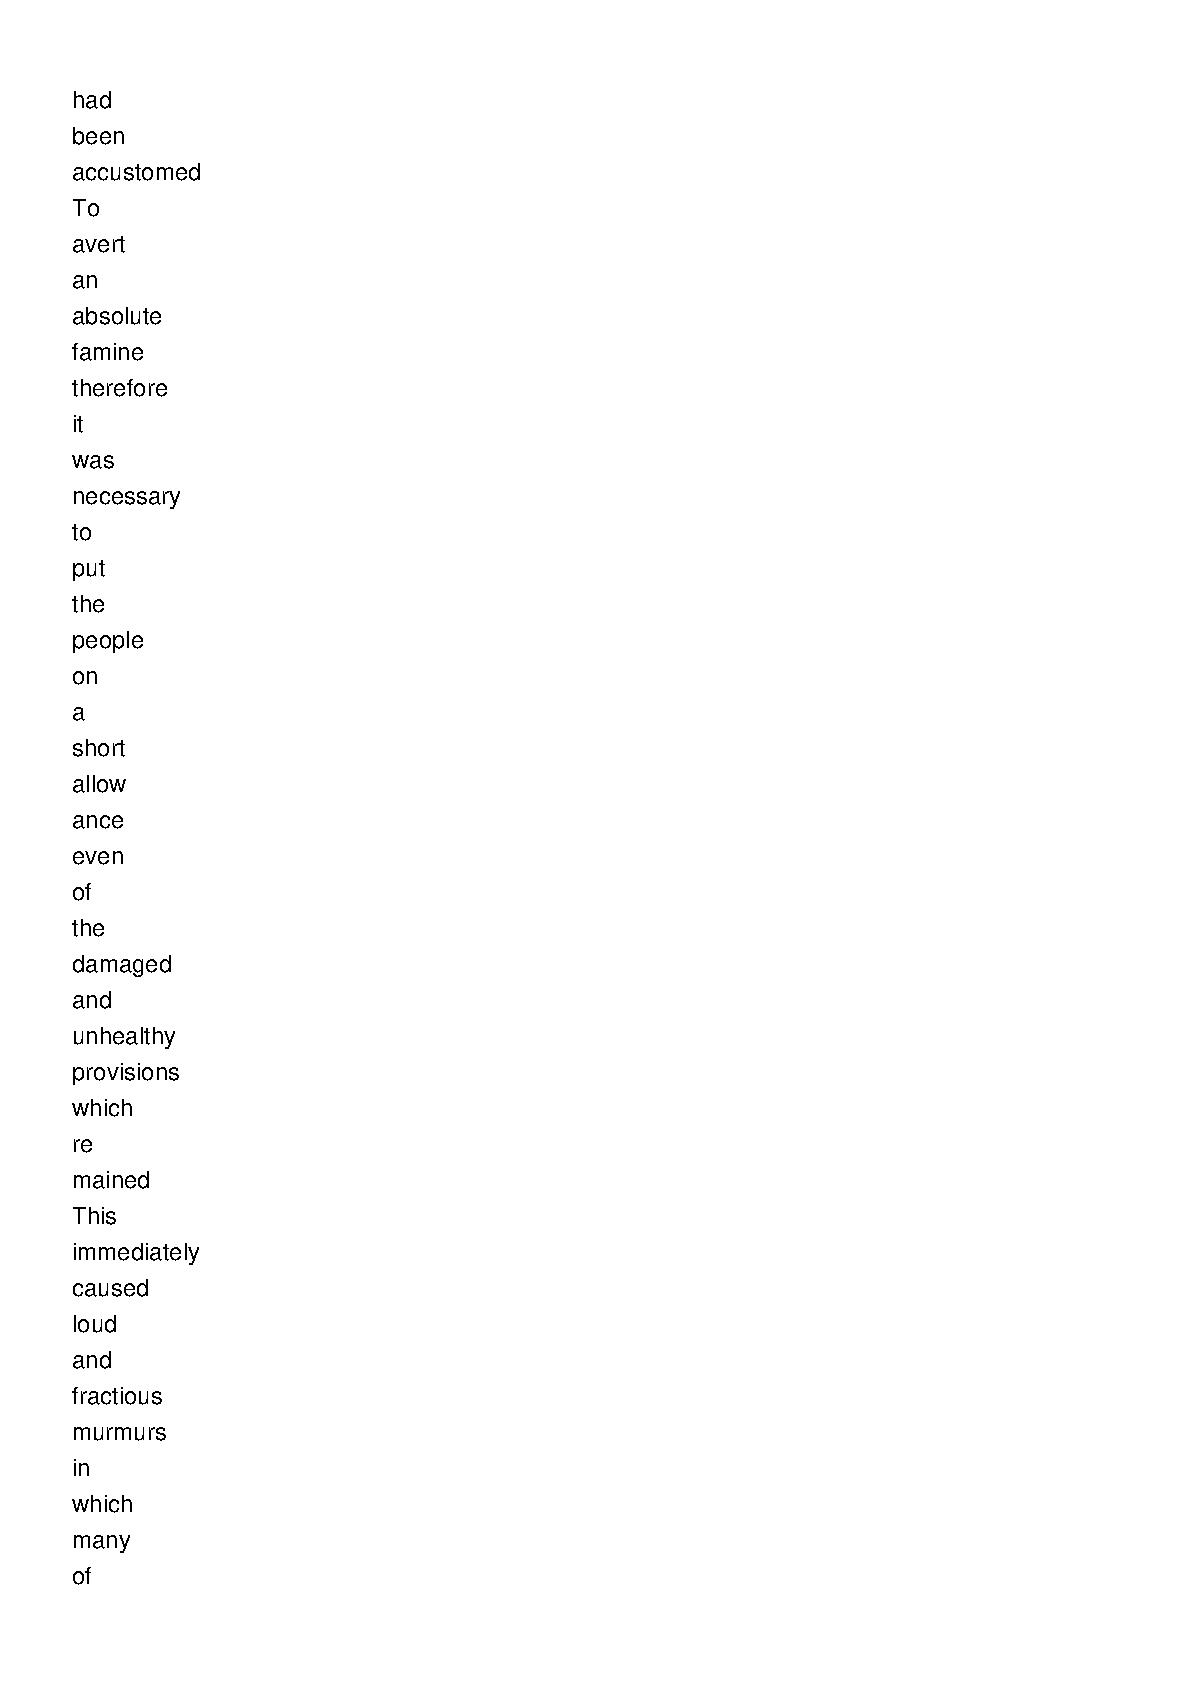 had
been
accustomed
To
avert
an
absolute
famine
therefore
it
was
necessary
to
put
the
people
on
a
short
allow
ance
even
of
the
damaged
and
unhealthy
provisions
which
re
mained
This
immediately
caused
loud
and
fractious
murmurs
in
which
many
of